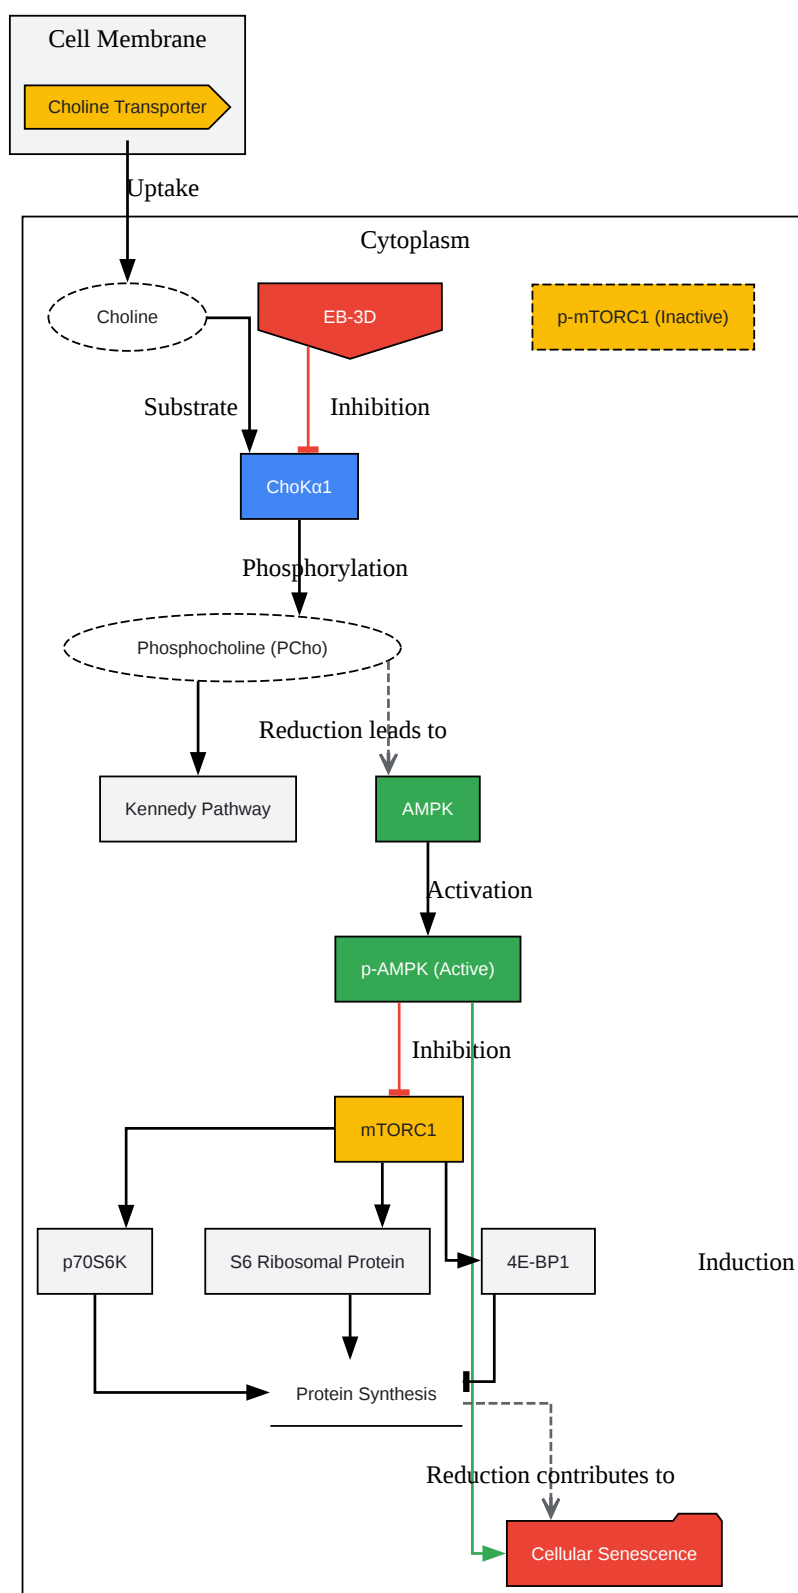 Cell Membrane
Choline Transporter
Uptake
Cytoplasm
Choline
EB-3D
p-mTORC1 (Inactive)
Substrate
Inhibition
ChoKα1
Phosphorylation
Phosphocholine (PCho)
Reduction leads to
Kennedy Pathway
AMPK
Activation
p-AMPK (Active)
Inhibition
mTORC1
p70S6K
S6 Ribosomal Protein
4E-BP1
Induction
Protein Synthesis
Reduction contributes to
Cellular Senescence